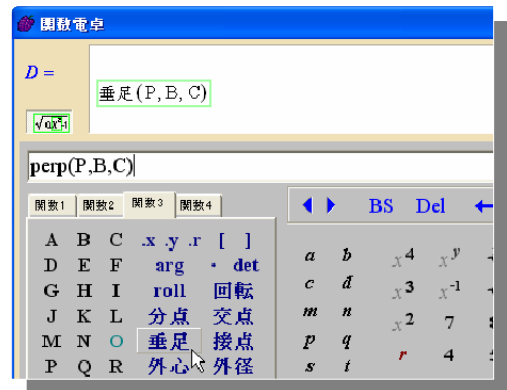 関数電卓
D =
垂足(P, B, C)
perp(P,B,C)
関数1 関数2 関数3 関数4
BS Del ←
A B C .x .y .r [ ]
D E F arg ・ det
G H I roll 回転
J K L 分点 交点
M N O 垂足 接点
P Q R 外心 外径
a b x⁴ xʸ
c d x³ x⁻¹
m n x² 7
p q r 4
s t